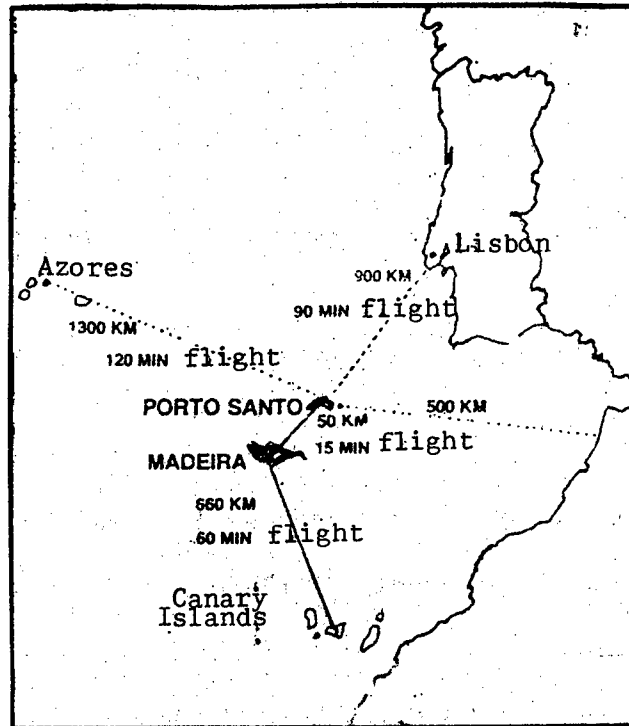 Lisbon
Azores
900 KM
90 MIN flight
1300 KM
120 MIN flight
PORTO SANTO
500 KM
50 KM
15 MIN flight
MADEIRA
660 KM
60 MIN flight
Canary
Islands